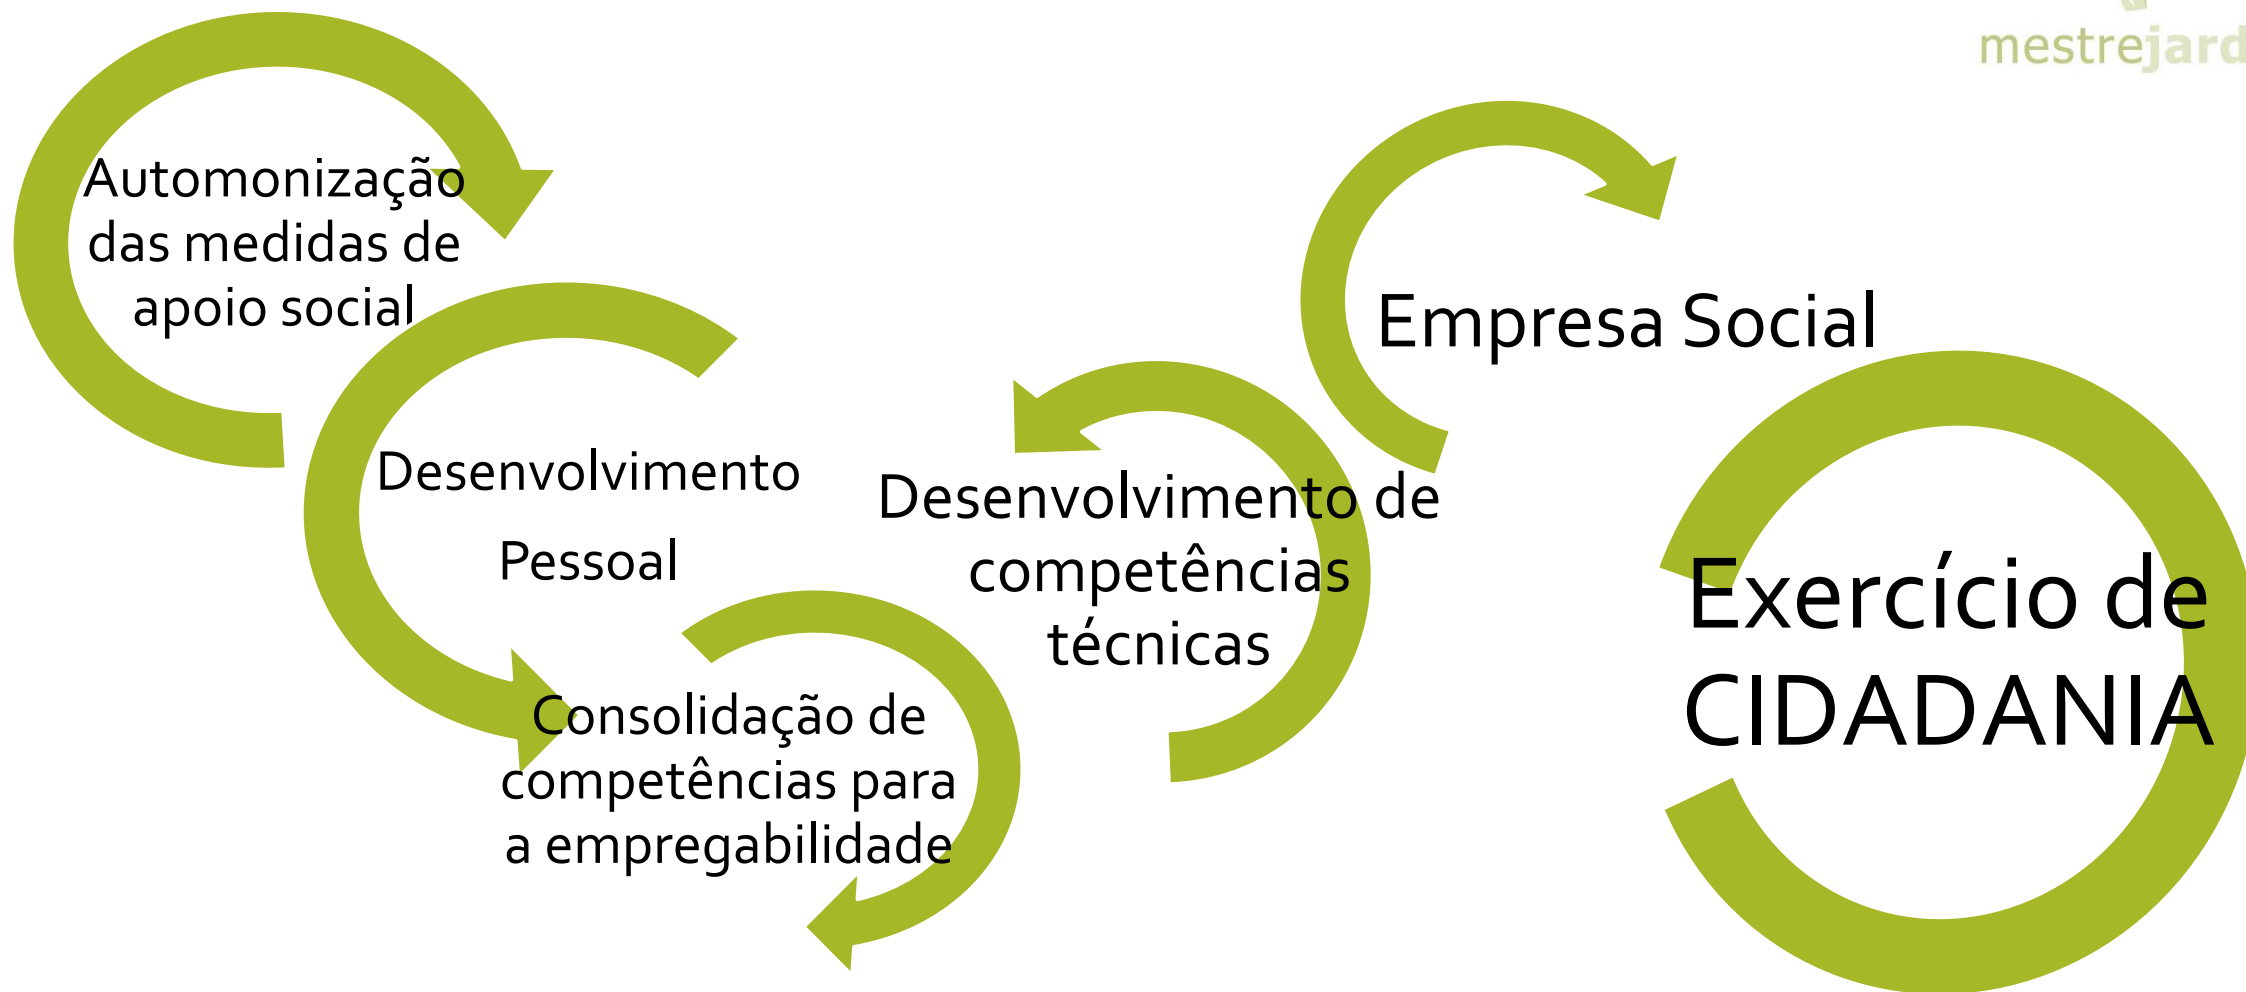 mestrejard
Automonização
das medidas de
apoio social
Desenvolvimento
Pessoal
Consolidação de
competências para
a empregabilidade
Desenvolvimento de
competências
técnicas
Empresa Social
Exercício de
CIDADANIA